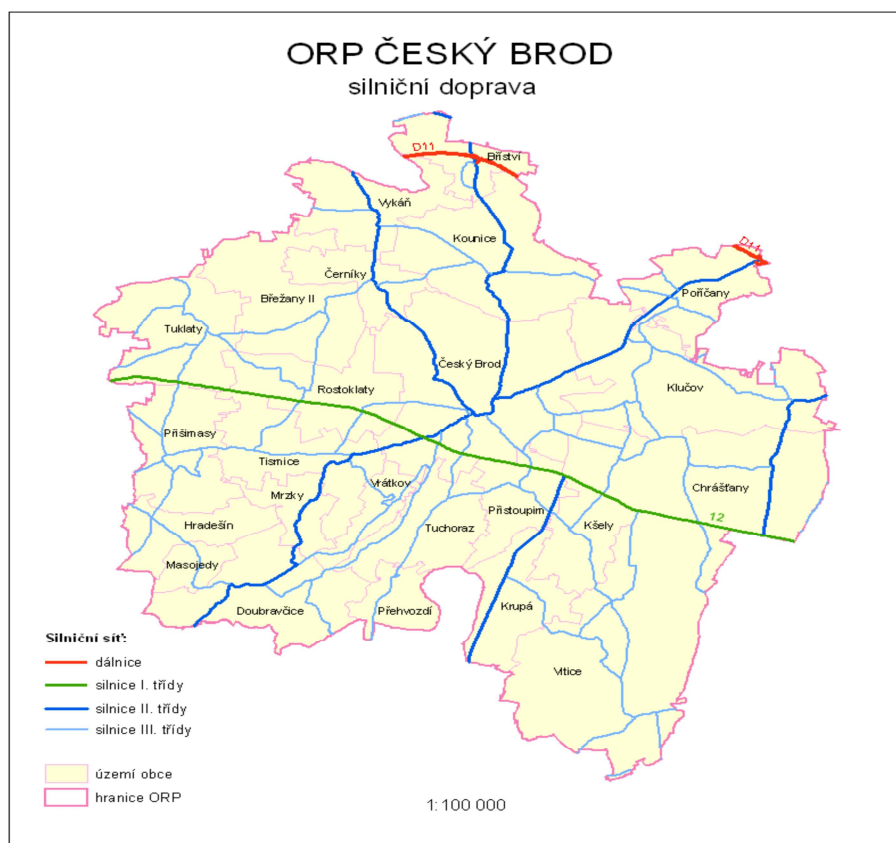 ORP ČESKÝ BROD
silniční doprava
D11
Bříství
Vykáň
Kounice
D11
Černíky
Břežany II
Poříčany
Tuklaty
Český Brod
Rostoklaty
Klučov
Přišimasy
Tismice
Vrátkov
Mrzky
Chrášťany
Přistoupim
12
Hradešín
Tuchoraz
Kšely
Masojedy
Doubravčice
Přehvozdí
Krupá
Vitice
Silniční síť:
dálnice
silnice I. třídy
silnice II. třídy
silnice III. třídy
území obce
hranice ORP
1:100 000